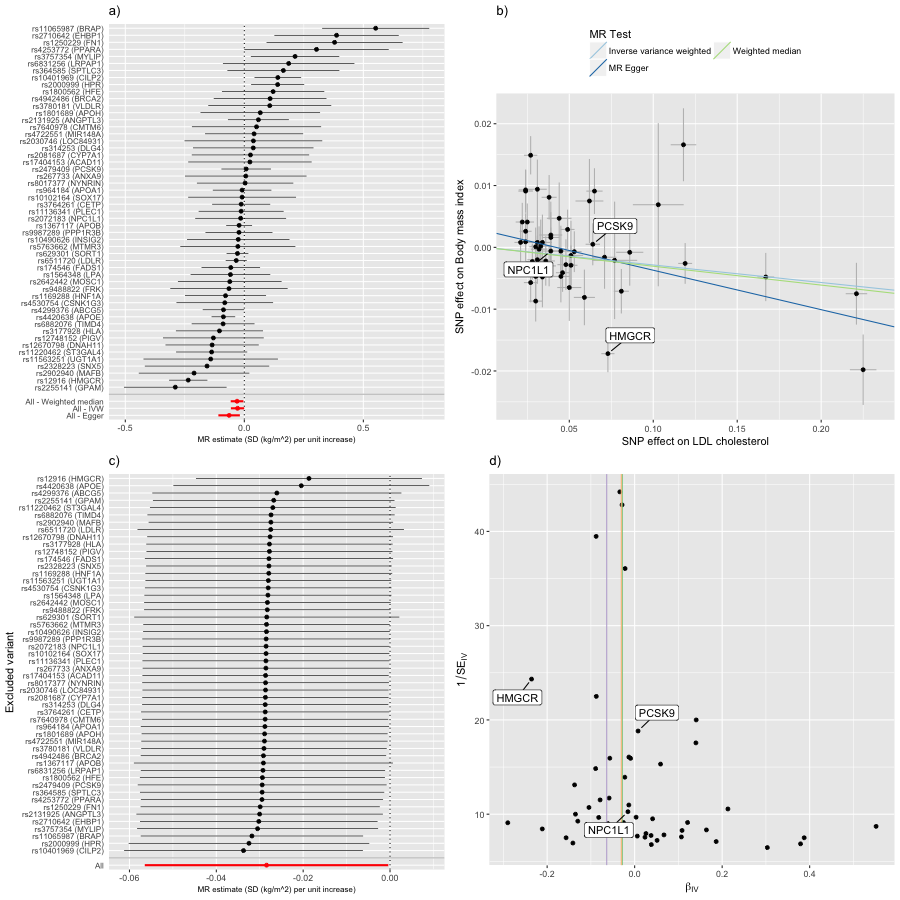 a)
rs11065987 (BRAP)
rs2710642 (EHBP1)
rs1250229 (FN1)
rs4253772 (PPARA)
rs3757354 (MYLIP)
rs6831256 (LRPAP1)
rs364585 (SPTLC3)
rs10401969 (CILP2)
rs2000999 (HPR)
rs1800562 (HFE)
rs4942486 (BRCA2)
rs3780181 (VLDLR)
rs1801689 (APOH)
rs2131925 (ANGPTL3)
rs7640978 (CMTM6)
rs4722551 (MIR148A)
rs2030746 (LOC84931)
rs314253 (DLG4)
rs2081687 (CYP7A1)
rs17404153 (ACAD11)
rs2479409 (PCSK9)
rs267733 (ANXA9)
rs8017377 (NYNRIN)
rs964184 (APOA1)
rs10102164 (SOX17)
rs3764261 (CETP)
rs11136341 (PLEC1)
rs2072183 (NPC1L1)
rs1367117 (APOB)
rs9987289 (PPP1R3B)
rs10490626 (INSIG2)
rs5763662 (MTMR3)
rs629301 (SORT1)
rs6511720 (LDLR)
rs174546 (FADS1)
rs1564348 (LPA)
rs2642442 (MOSC1)
rs9488822 (FRK)
rs1169288 (HNF1A)
rs4530754 (CSNK1G3)
rs4299376 (ABCG5)
rs4420638 (APOE)
rs6882076 (TIMD4)
rs3177928 (HLA)
rs12748152 (PIGV)
rs12670798 (DNAH11)
rs11220462 (ST3GAL4)
rs11563251 (UGT1A1)
rs2328223 (SNX5)
rs2902940 (MAFB)
rs12916 (HMGCR)
rs2255141 (GPAM)
All - Weighted median
All - IVW
All - Egger
-0.5 0.0 0.5
MR estimate (SD (kg/m^2) per unit increase)
b)
MR Test
Inverse variance weighted Weighted median
MR Egger
SNP effect on Body mass index
0.02
0.01
0.00
-0.01
-0.02
PCSK9
NPC1L1
HMGCR
0.05 0.10 0.15 0.20
SNP effect on LDL cholesterol
c)
Excluded variant
rs12916 (HMGCR)
rs4420638 (APOE)
rs4299376 (ABCG5)
rs2255141 (GPAM)
rs11220462 (ST3GAL4)
rs6882076 (TIMD4)
rs2902940 (MAFB)
rs6511720 (LDLR)
rs12670798 (DNAH11)
rs3177928 (HLA)
rs12748152 (PIGV)
rs174546 (FADS1)
rs2328223 (SNX5)
rs1169288 (HNF1A)
rs11563251 (UGT1A1)
rs4530754 (CSNK1G3)
rs1564348 (LPA)
rs2642442 (MOSC1)
rs9488822 (FRK)
rs629301 (SORT1)
rs5763662 (MTMR3)
rs10490626 (INSIG2)
rs9987289 (PPP1R3B)
rs2072183 (NPC1L1)
rs10102164 (SOX17)
rs11136341 (PLEC1)
rs267733 (ANXA9)
rs17404153 (ACAD11)
rs8017377 (NYNRIN)
rs2030746 (LOC84931)
rs2081687 (CYP7A1)
rs314253 (DLG4)
rs3764261 (CETP)
rs7640978 (CMTM6)
rs964184 (APOA1)
rs1801689 (APOH)
rs4722551 (MIR148A)
rs3780181 (VLDLR)
rs4942486 (BRCA2)
rs1367117 (APOB)
rs6831256 (LRPAP1)
rs1800562 (HFE)
rs2479409 (PCSK9)
rs364585 (SPTLC3)
rs4253772 (PPARA)
rs1250229 (FN1)
rs2131925 (ANGPTL3)
rs2710642 (EHBP1)
rs3757354 (MYLIP)
rs11065987 (BRAP)
rs2000999 (HPR)
rs10401969 (CILP2)
All
-0.06 -0.04 -0.02 0.00
MR estimate (SD (kg/m^2) per unit increase)
d)
1/SE IV
40
30
20
10
HMGCR
PCSK9
NPC1L1
-0.2 0.0 0.2 0.4
β IV